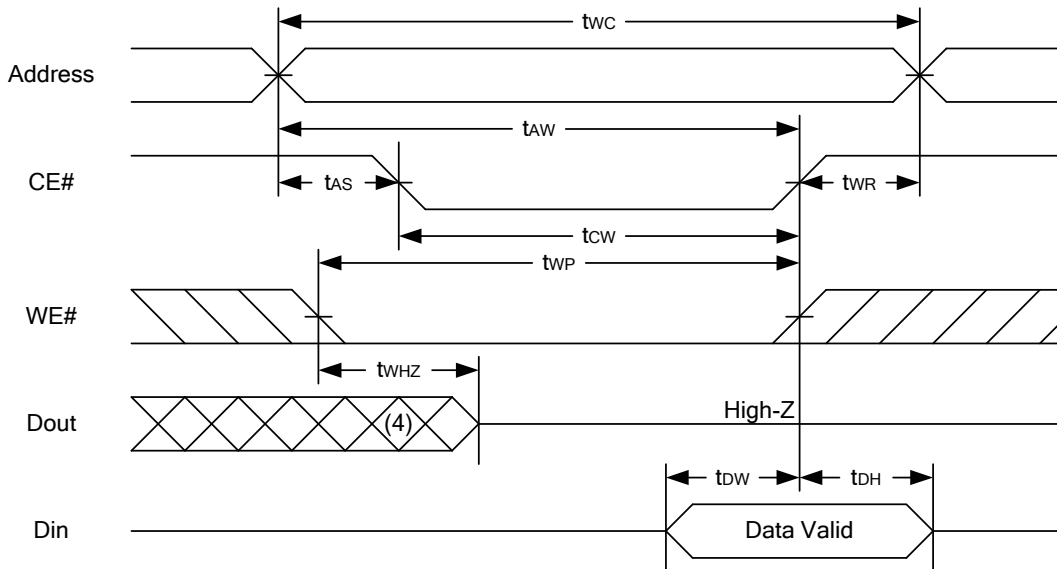 tWC
Address
tAW
CE#
tAS
tWR
tCW
tWP
WE#
tWHZ
Dout
(4)
High-Z
tDW
tDH
Din
Data Valid